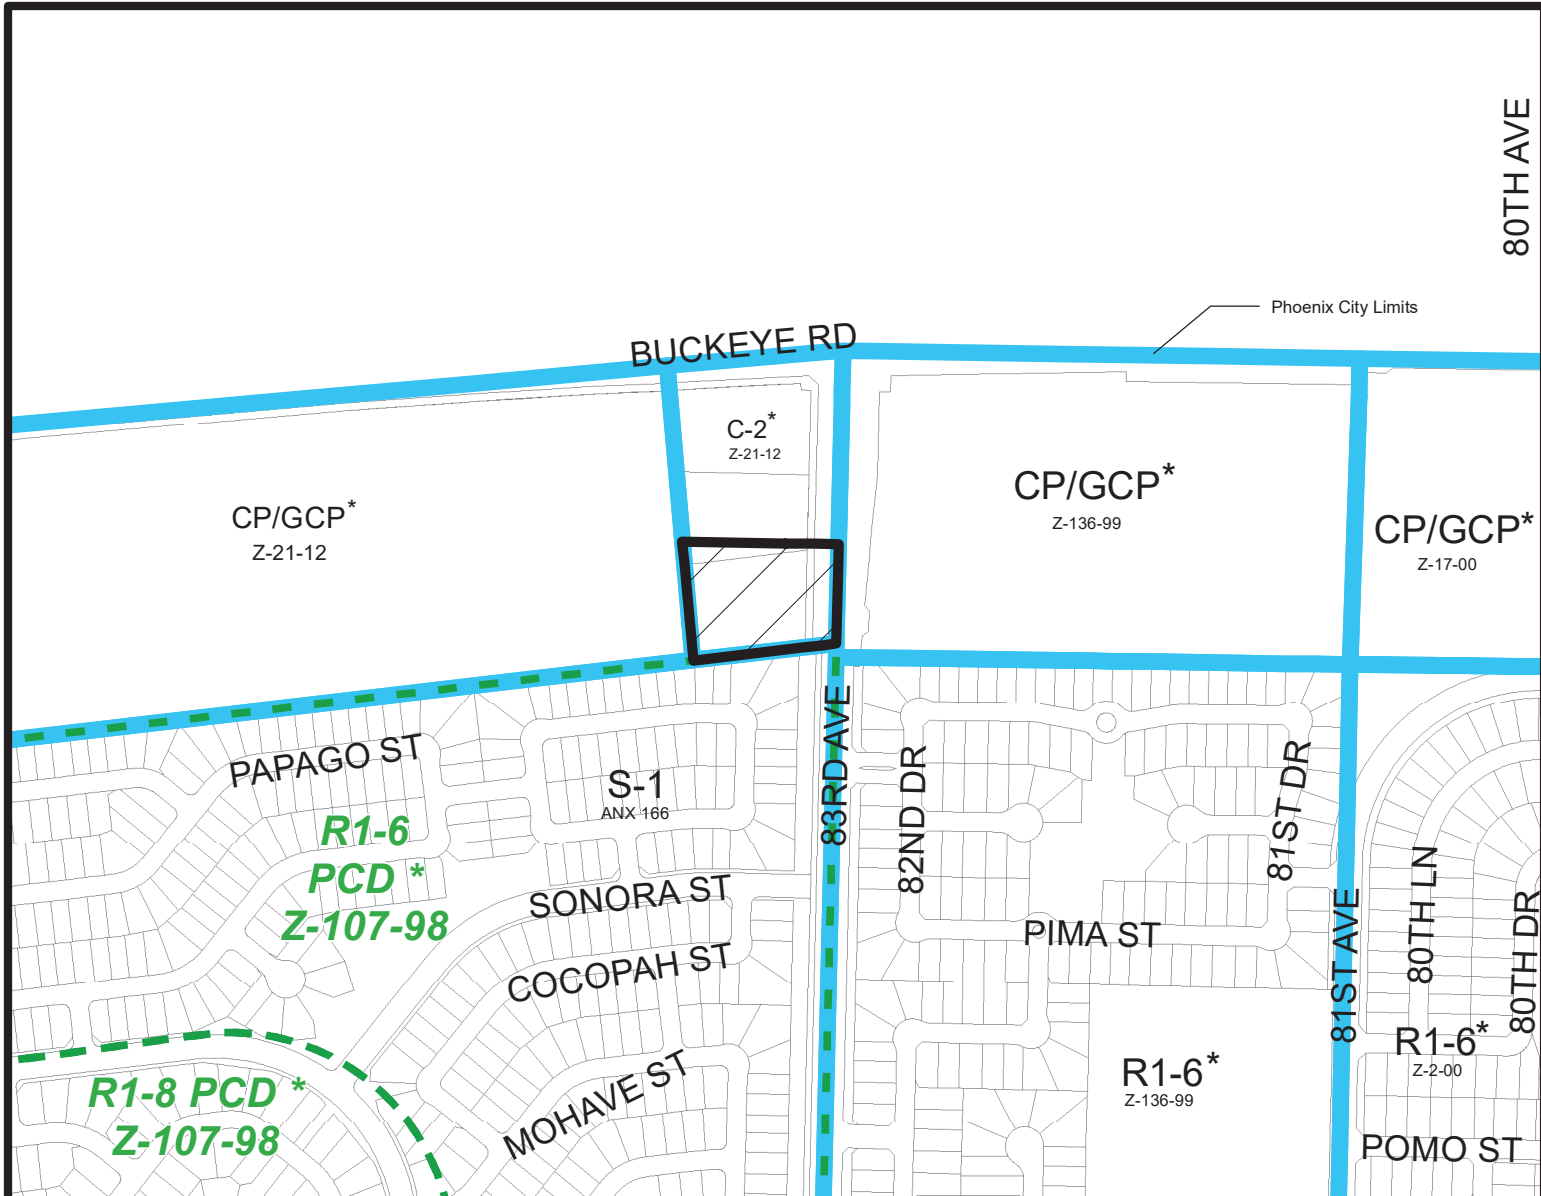 80TH AVE
Phoenix City Limits
BUCKEYE RD
C-2*
Z-21-12
CP/GCP*
Z-136-99
CP/GCP*
Z-21-12
CP/GCP*
Z-17-00
PAPAGO ST
S-1
ANX 166
83RD AVE
82ND DR
81ST DR
R1-6
PCD *
Z-107-98
SONORA ST
PIMA ST
COCOPAH ST
81ST AVE
80TH LN
80TH DR
R1-6*
Z-2-00
R1-6*
Z-136-99
R1-8 PCD *
Z-107-98
MOHAVE ST
POMO ST